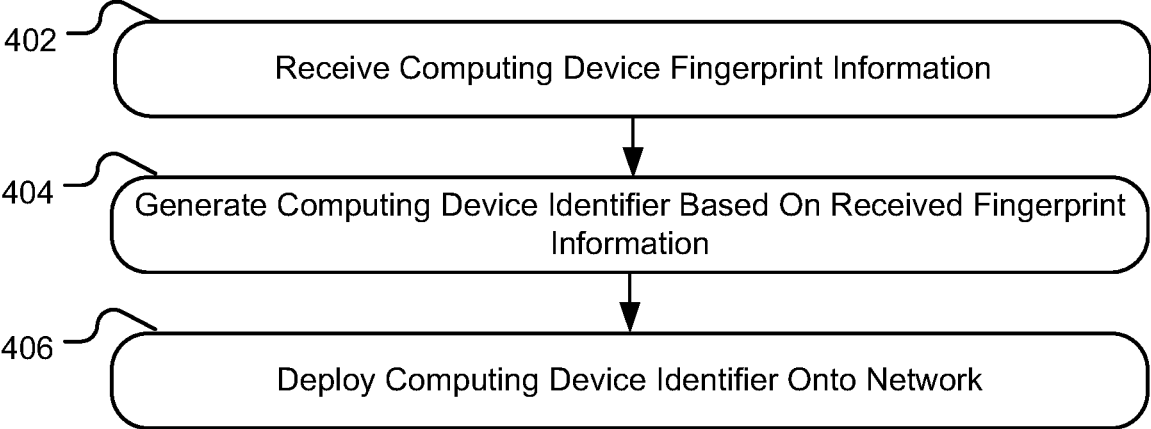 402
Receive Computing Device Fingerprint Information
404
Generate Computing Device Identifier Based On Received Fingerprint
Information
406
Deploy Computing Device Identifier Onto Network